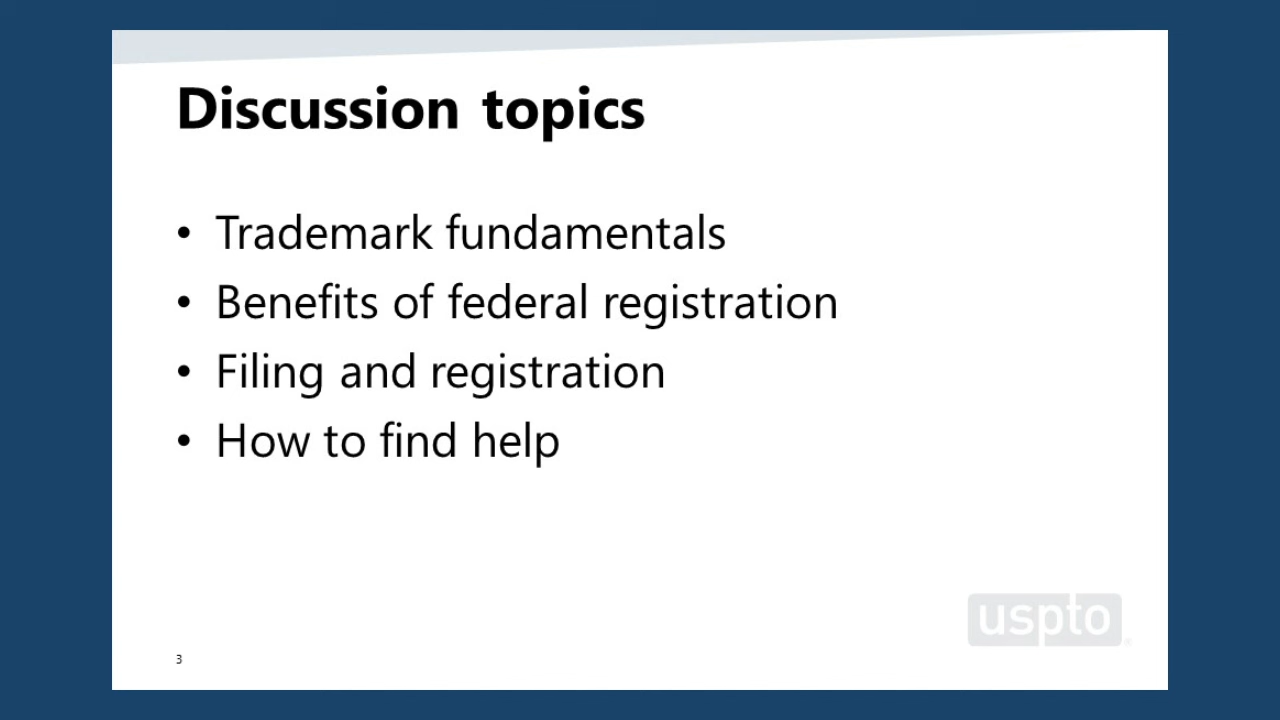 Discussion topics
• Trademark fundamentals
• Benefits of federal registration
• Filing and registration
• How to find help
uspto
3